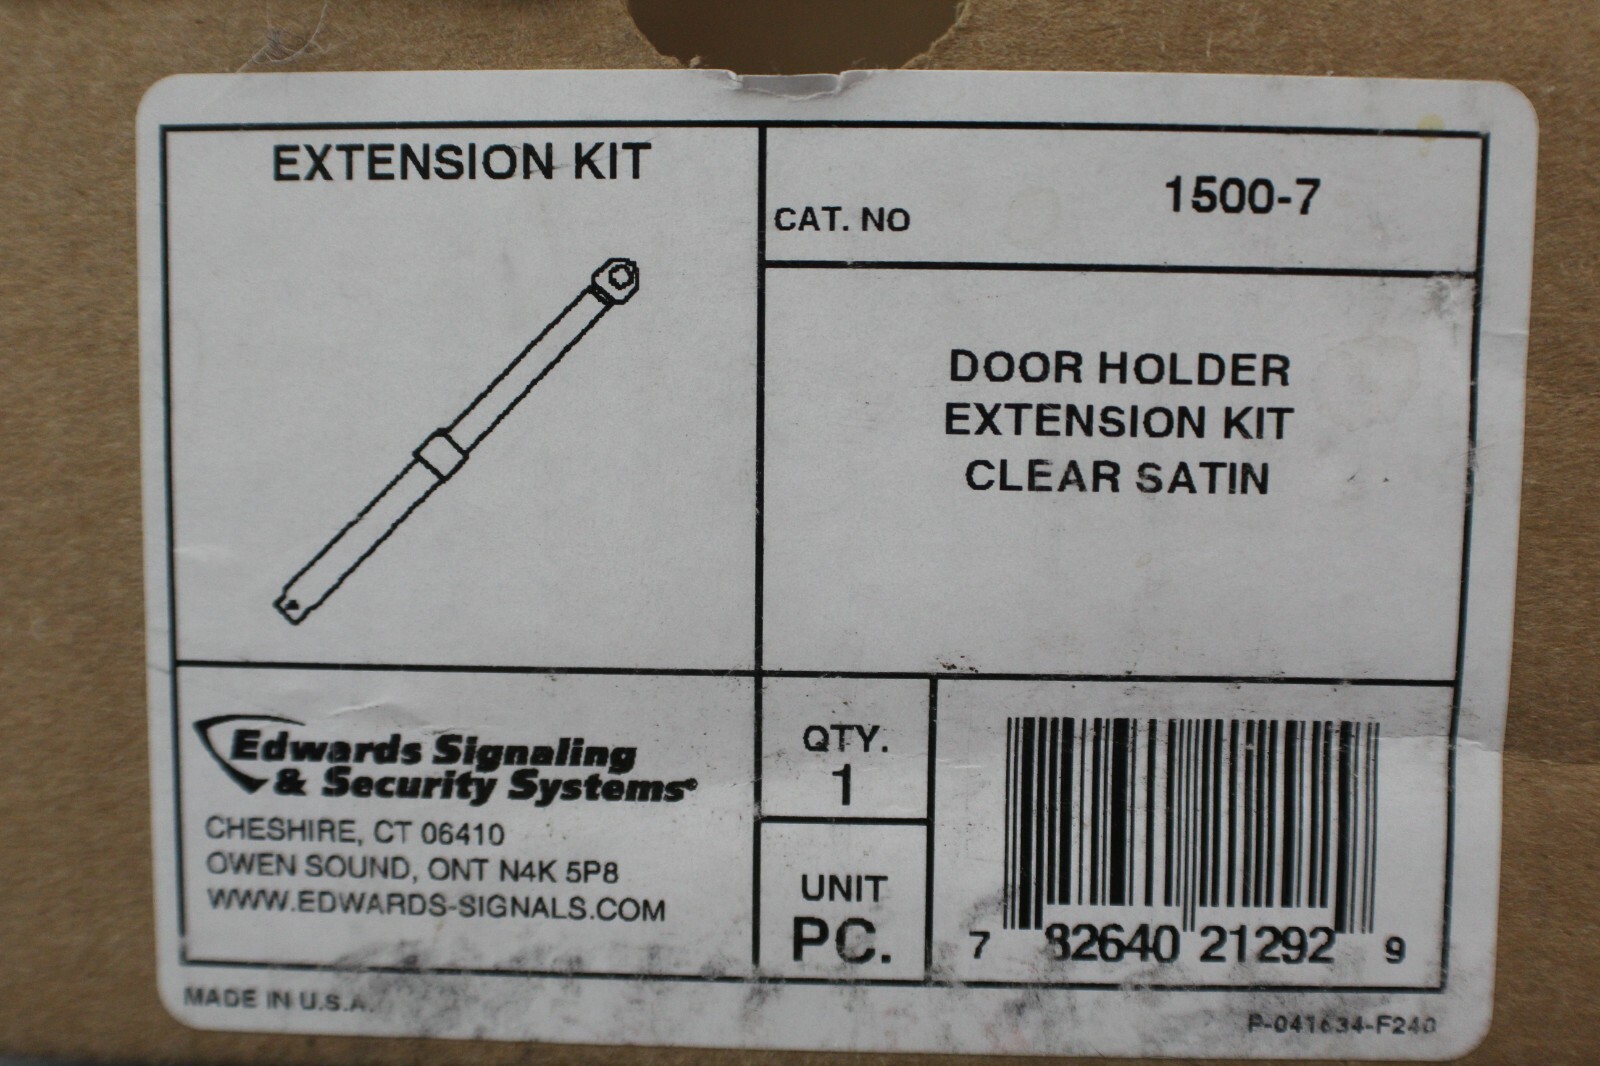 EXTENSION KIT
CAT. NO
1500-7
DOOR HOLDER
EXTENSION KIT
CLEAR SATIN
Edwards Signaling
& Security Systems®
CHESHIRE, CT 06410
OWEN SOUND, ONT N4K 5P8
WWW.EDWARDS-SIGNALS.COM
QTY.
1
UNIT
PC.
7 82640 21292 9
MADE IN U.S.A.
P-041634-F240